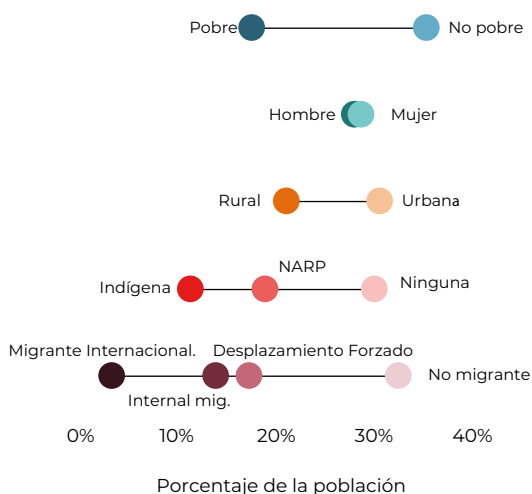 Pobre No pobre
Hombre Mujer
Rural Urbana
NARP
Indígena Ninguna
Migrante Internacional. Desplazamiento Forzado
No migrante
Internal mig.
0% 10% 20% 30% 40%
Porcentaje de la población